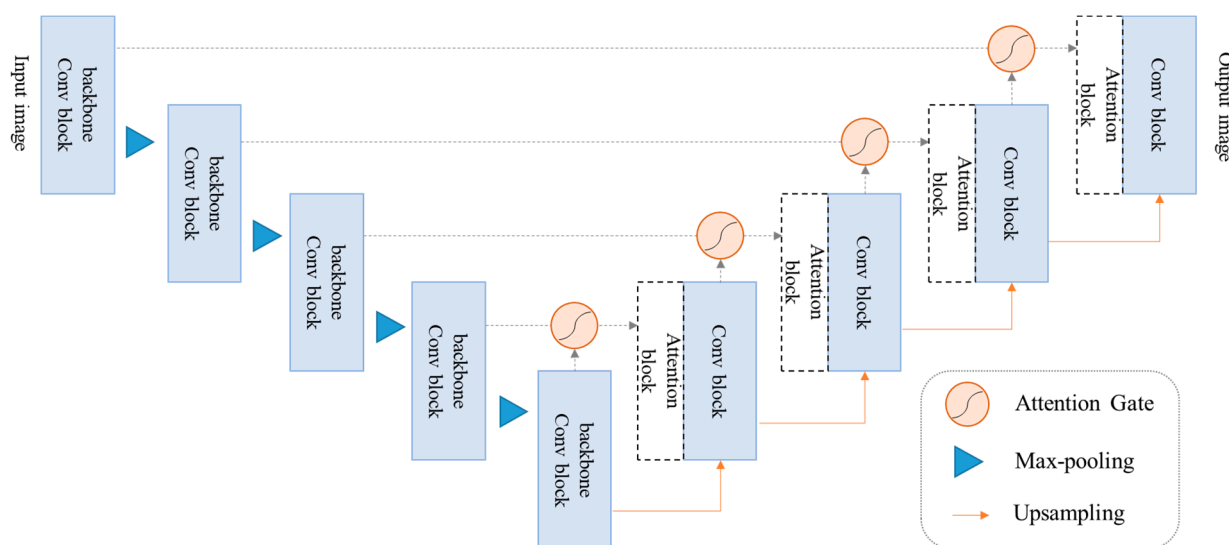 Input image
backbone
Conv block
backbone
Conv block
backbone
Conv block
backbone
Conv block
backbone
Conv block
Attention
block
Conv block
Attention
block
Conv block
Attention
block
Conv block
Attention
block
Conv block
Output image
Attention Gate
Max-pooling
Upsampling